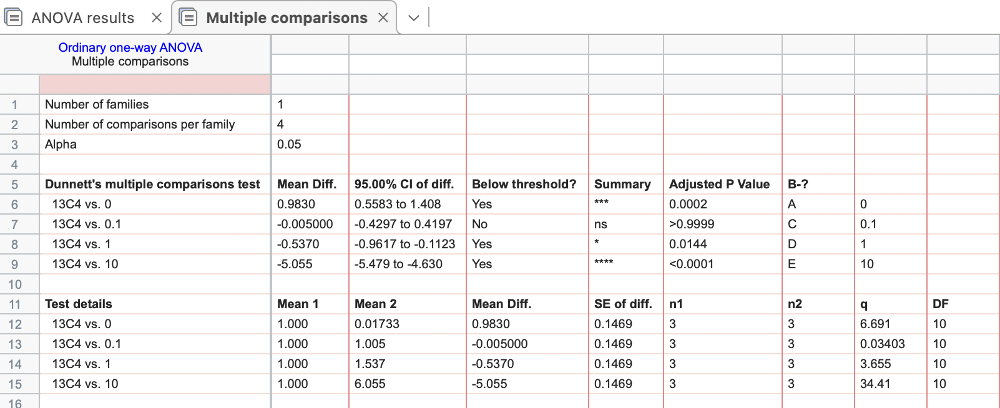 ANOVA results Multiple comparisons
Ordinary one-way ANOVA
Multiple comparisons
1 Number of families 1
2 Number of comparisons per family 4
3 Alpha 0.05
4
5 Dunnett's multiple comparisons test Mean Diff. 95.00% CI of diff. Below threshold? Summary Adjusted P Value B-?
6 13C4 vs. 0 0.9830 0.5583 to 1.408 Yes *** 0.0002 A 0
7 13C4 vs. 0.1 -0.005000 -0.4297 to 0.4197 No ns >0.9999 C 0.1
8 13C4 vs. 1 -0.5370 -0.9617 to -0.1123 Yes * 0.0144 D 1
9 13C4 vs. 10 -5.055 -5.479 to -4.630 Yes **** <0.0001 E 10
10
11 Test details Mean 1 Mean 2 Mean Diff. SE of diff. n1 n2 q DF
12 13C4 vs. 0 1.000 0.01733 0.9830 0.1469 3 3 6.691 10
13 13C4 vs. 0.1 1.000 1.005 -0.005000 0.1469 3 3 0.03403 10
14 13C4 vs. 1 1.000 1.537 -0.5370 0.1469 3 3 3.655 10
15 13C4 vs. 10 1.000 6.055 -5.055 0.1469 3 3 34.41 10
16